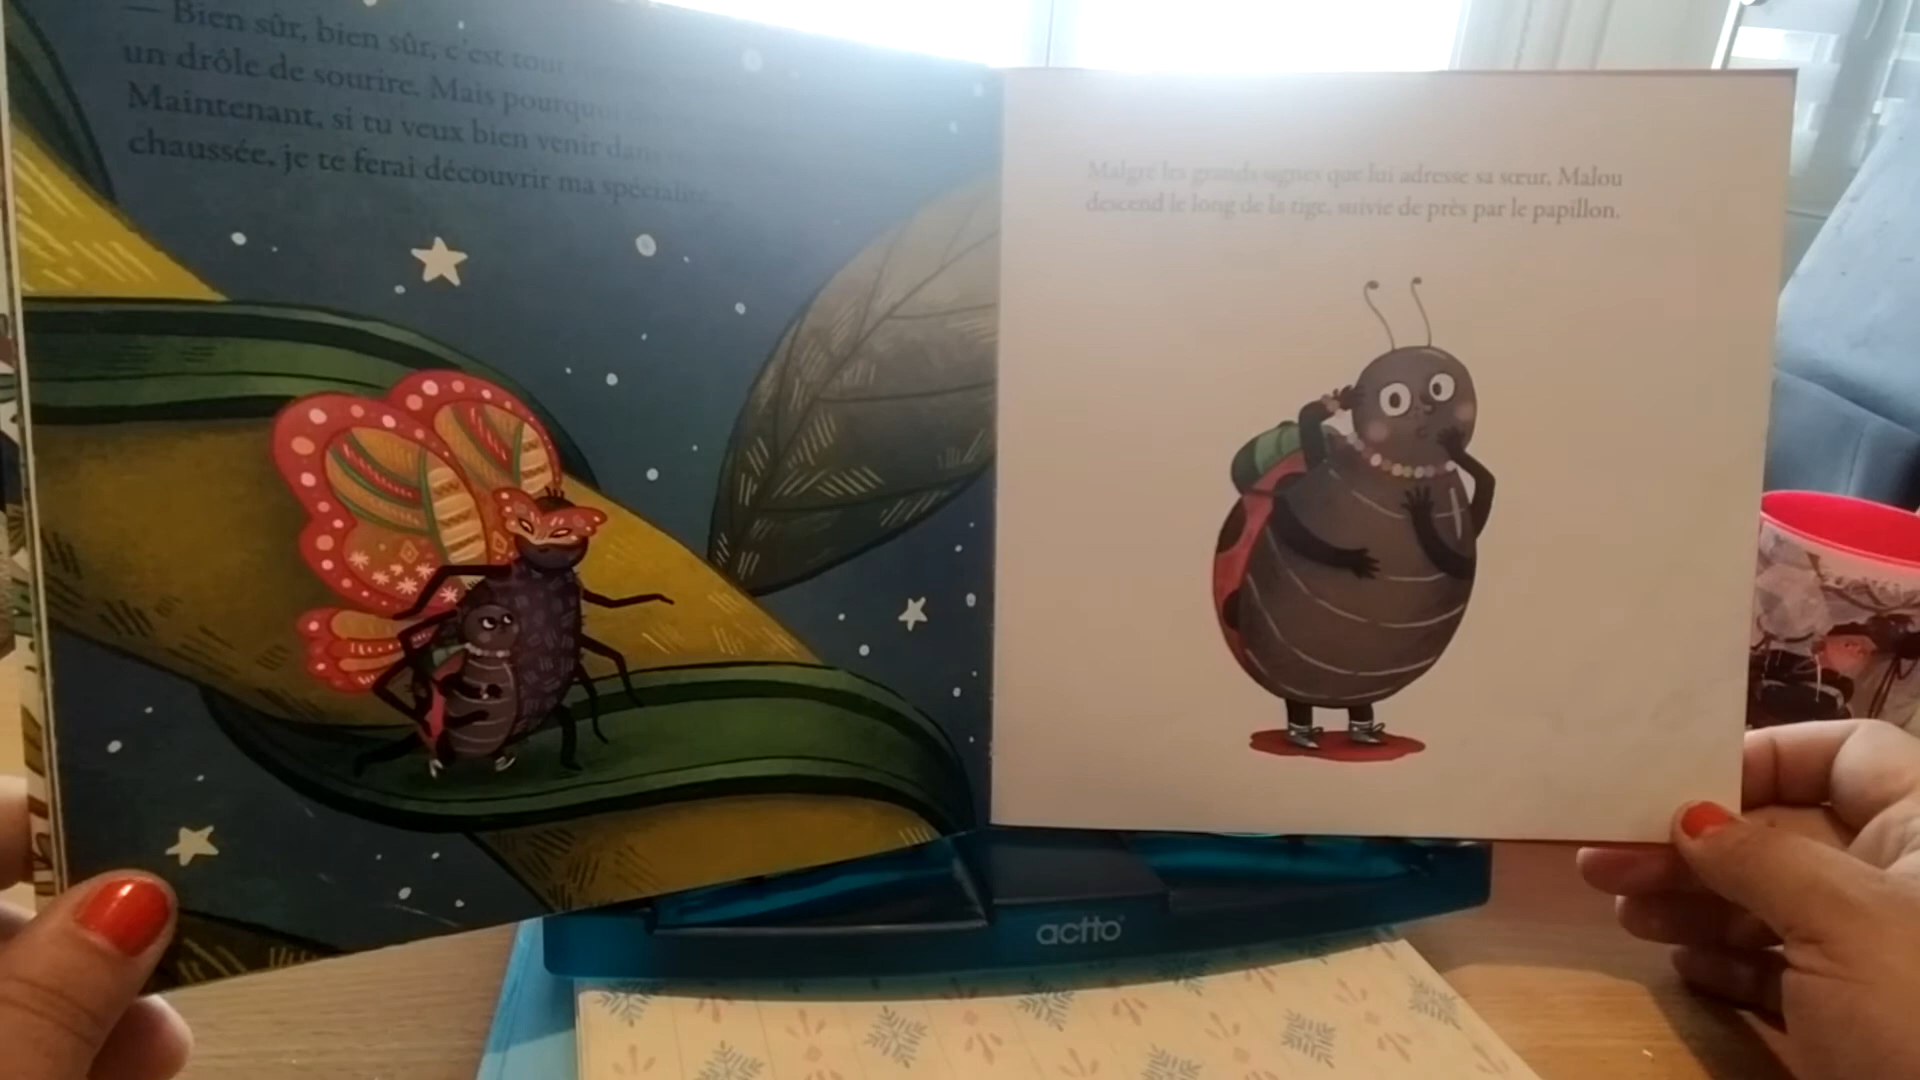 — Bien sûr, bien sûr, c'est tout
un drôle de sourire. Mais pourquoi
Maintenant, si tu veux bien venir dans
chaussée, je te ferai découvrir ma spécialité...
Malgré les grands signes que lui adresse sa sœur, Malou
descend le long de la tige, suivie de près par le papillon.
actto